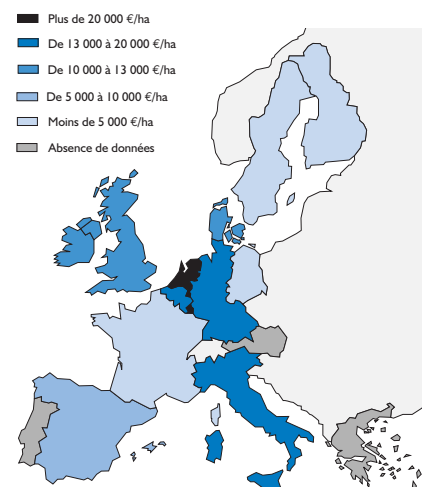 Plus de 20 000 €/ha
De 13 000 à 20 000 €/ha
De 10 000 à 13 000 €/ha
De 5 000 à 10 000 €/ha
Moins de 5 000 €/ha
Absence de données